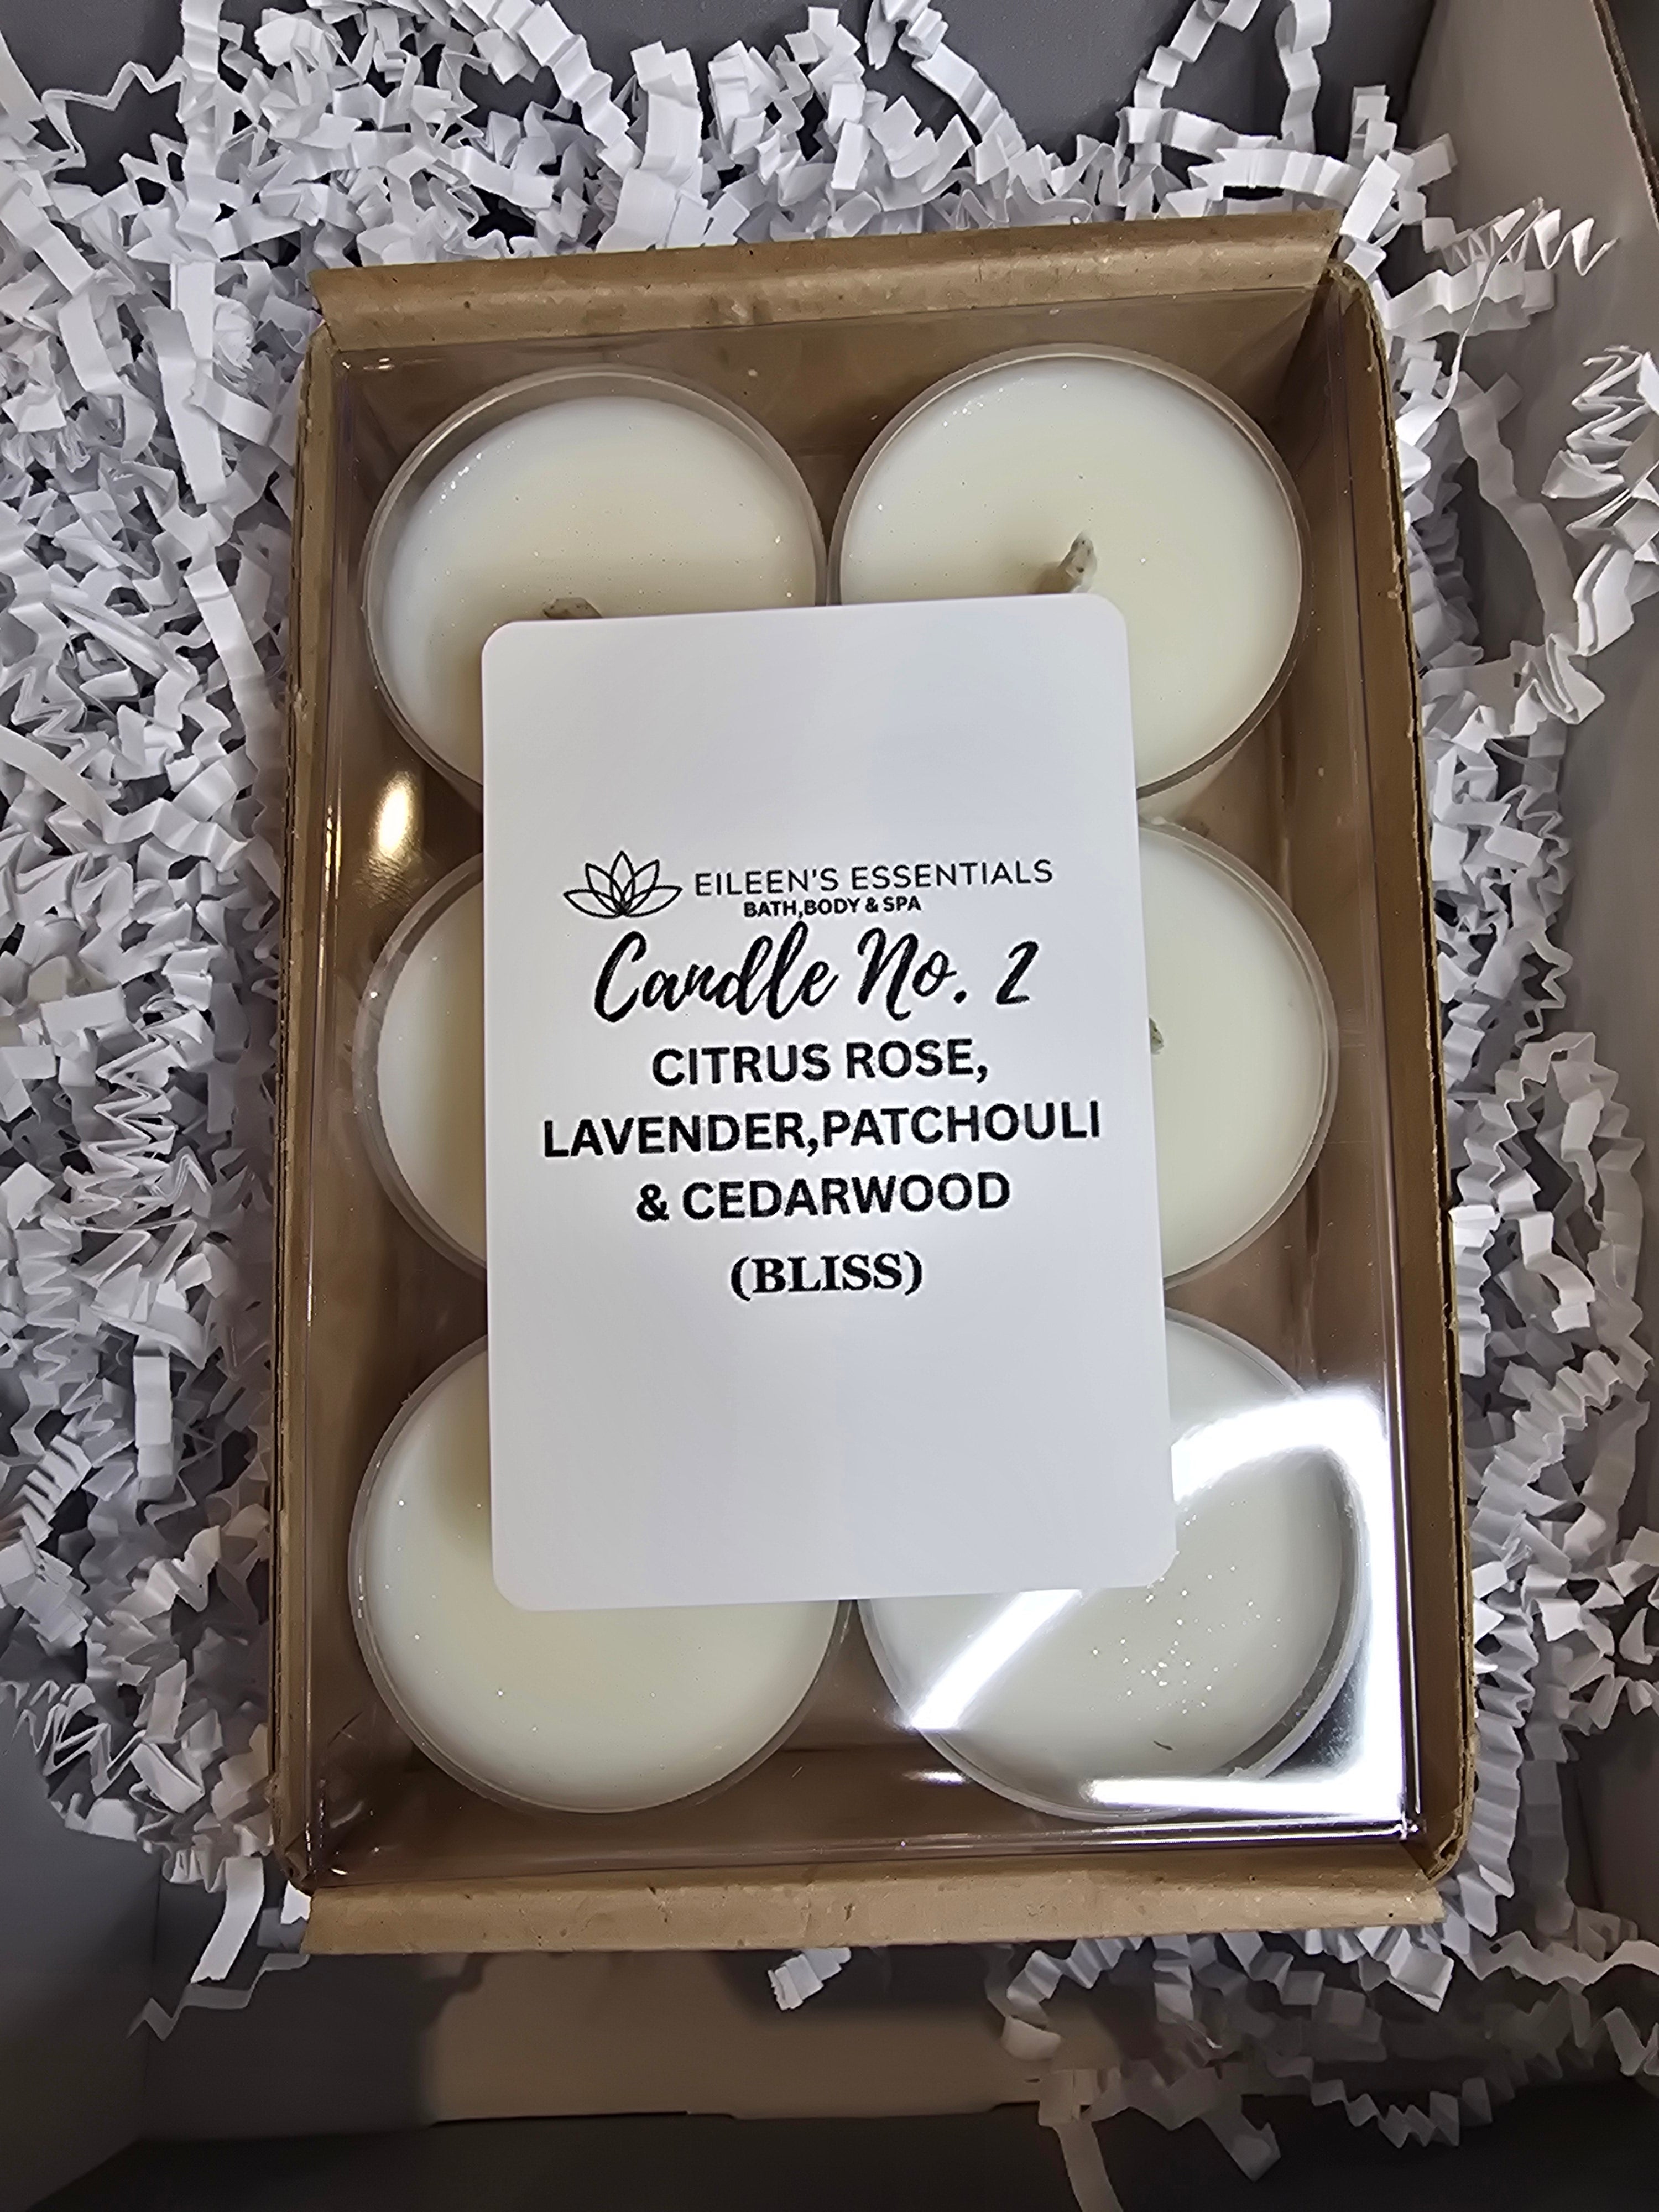 EILEEN'S ESSENTIALS
BATH,BODY & SPA
Candle No. 2
CITRUS ROSE,
LAVENDER,PATCHOULI
& CEDARWOOD
(BLISS)